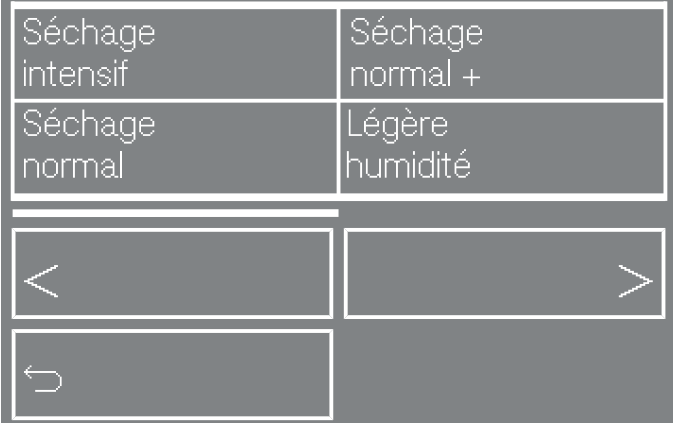 Séchage
intensif
Séchage
normal +
Séchage
normal
Légère
humidité
<
>